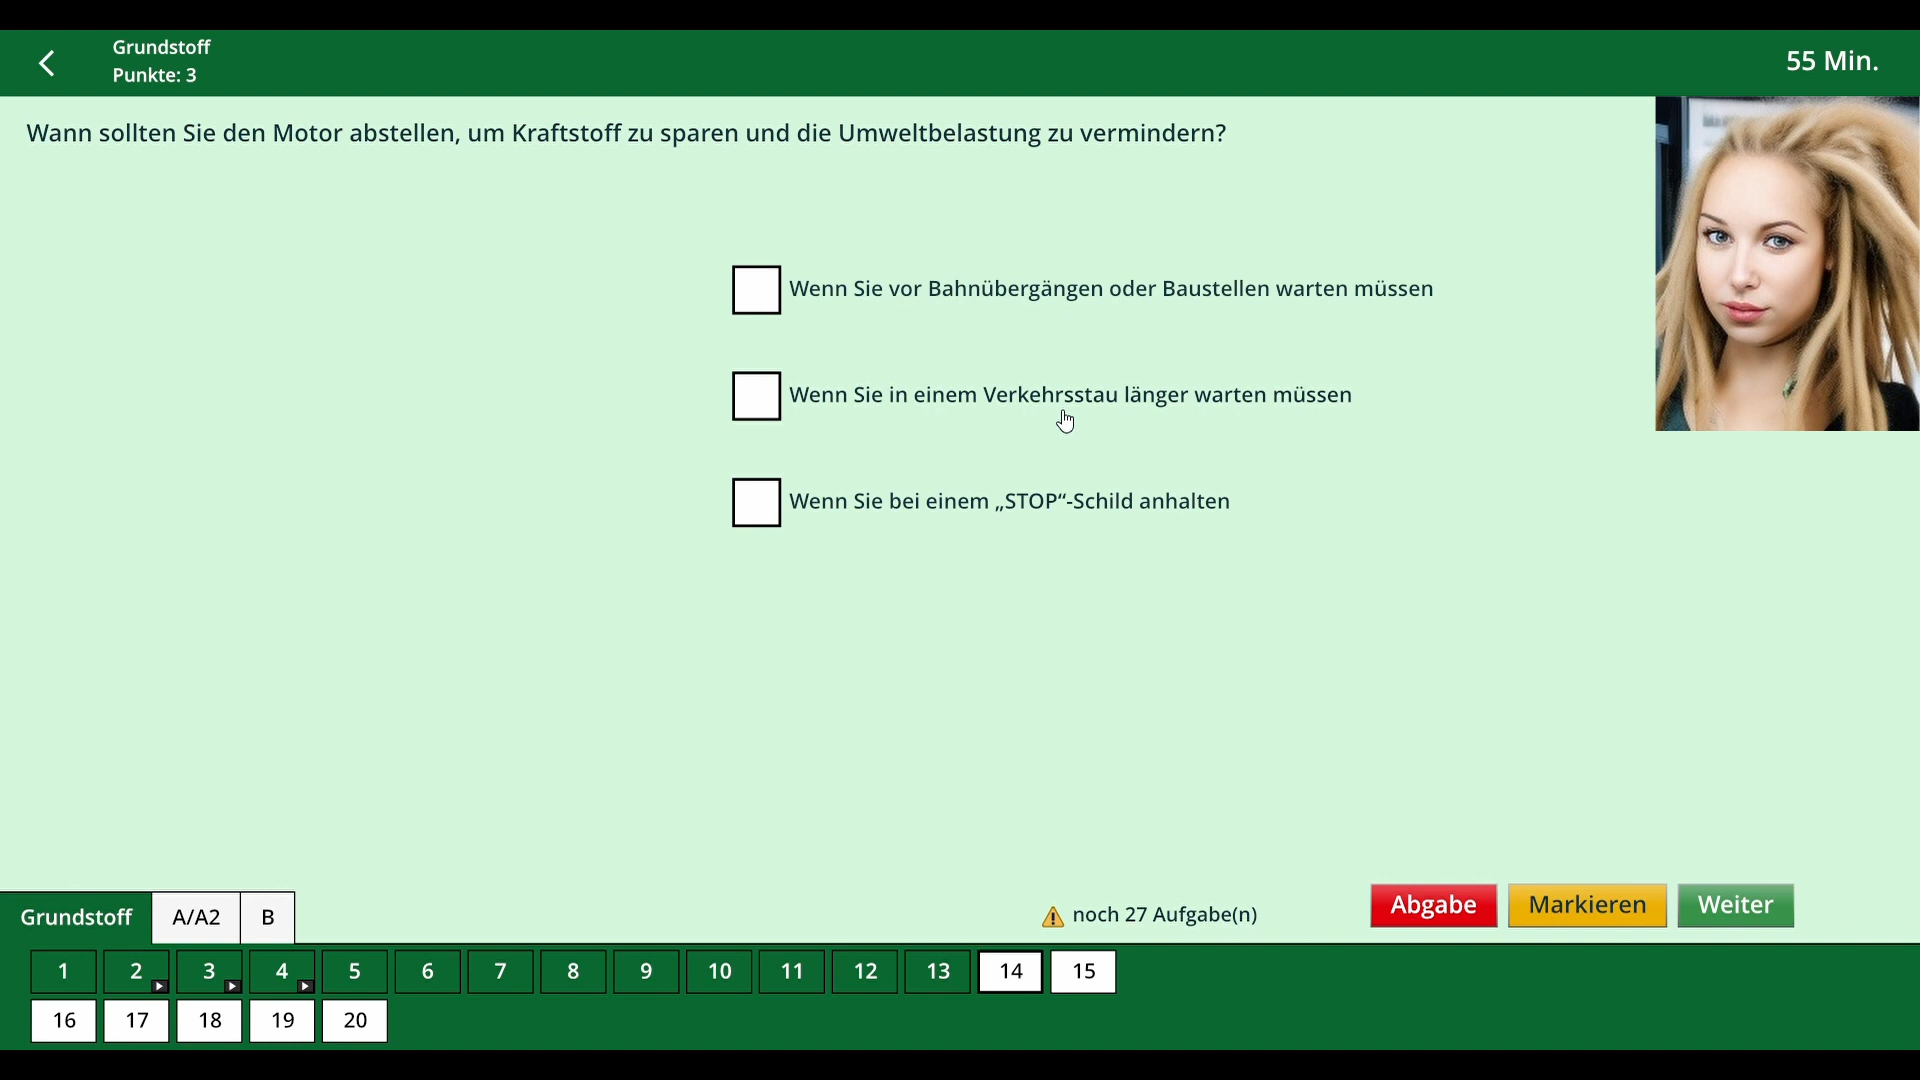 Grundstoff
Punkte: 3
55 Min.
Wann sollten Sie den Motor abstellen, um Kraftstoff zu sparen und die Umweltbelastung zu vermindern?
Wenn Sie vor Bahnübergängen oder Baustellen warten müssen
Wenn Sie in einem Verkehrsstau länger warten müssen
Wenn Sie bei einem „STOP“-Schild anhalten
Grundstoff A/A2 B
noch 27 Aufgabe(n)
Abgabe Markieren Weiter
1 2 3 4 5 6 7 8 9 10 11 12 13 14 15
16 17 18 19 20